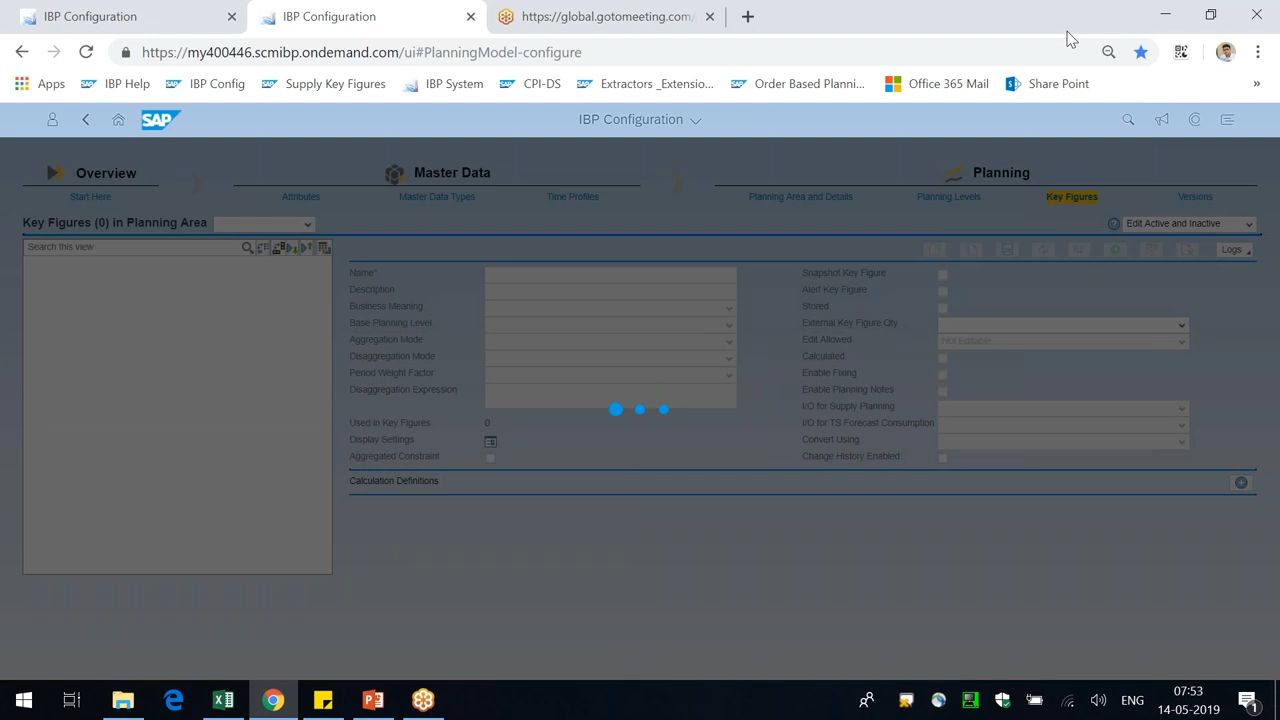 IBP Configuration
IBP Configuration
https://global.gotomeeting.com/
https://my400446.scmibp.ondemand.com/ui#PlanningModel-configure
Apps
IBP Help
IBP Config
Supply Key Figures
IBP System
CPI-DS
Extractors _Extensio...
Order Based Planni...
Office 365 Mail
Share Point
»
SAP
IBP Configuration
Overview
Master Data
Planning
Start Here
Attributes
Master Data Types
Time Profiles
Planning Area and Details
Planning Levels
Key Figures
Versions
Key Figures (0) in Planning Area
Edit Active and Inactive
Search this view
Logs
Name*
Description
Business Meaning
Base Planning Level
Aggregation Mode
Disaggregation Mode
Period Weight Factor
Disaggregation Expression
Used in Key Figures
0
Display Settings
Aggregated Constraint
Snapshot Key Figure
Alert Key Figure
Stored
External Key Figure Qty ...
Edit Allowed
Not Editable
Calculated
Enable Fixing
Enable Planning Notes
I/O for Supply Planning
I/O for TS Forecast Consumption
Convert Using
Change History Enabled
Calculation Definitions
ENG
07:53
14-05-2019
1